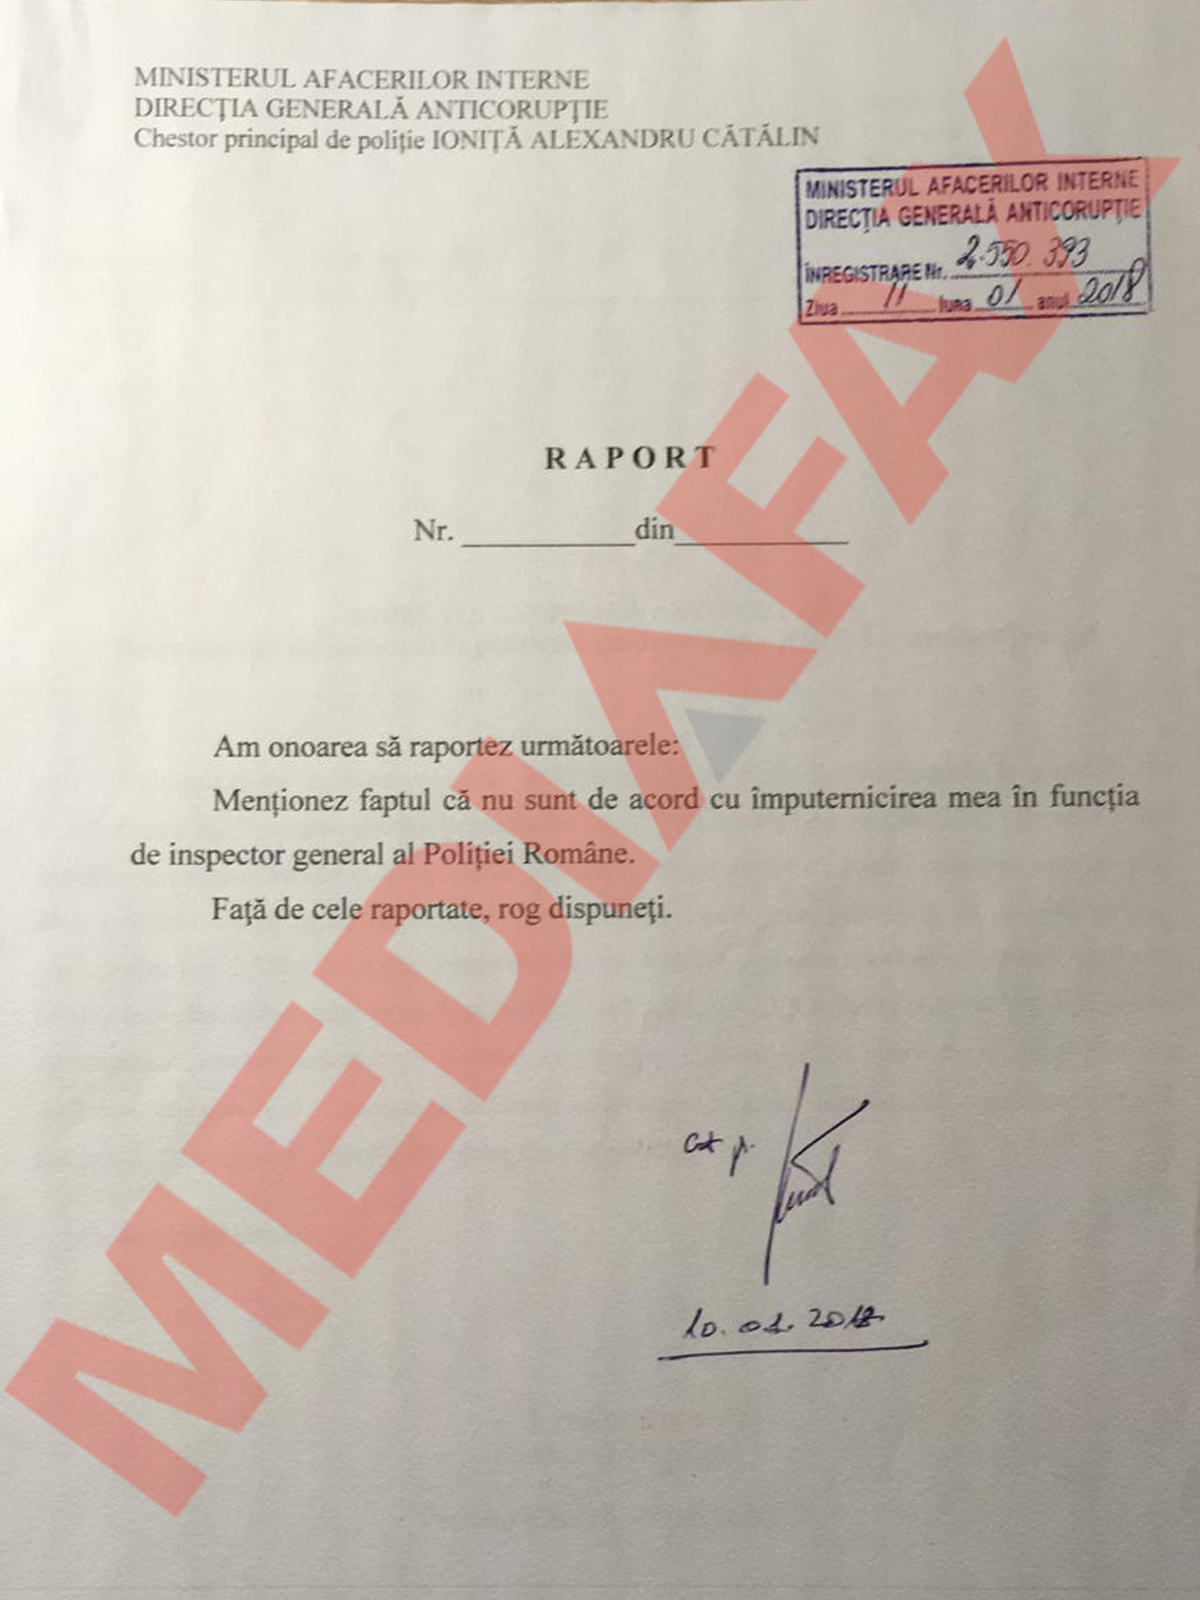 MINISTERUL AFACERILOR INTERNE
DIRECȚIA GENERALĂ ANTICORUPȚIE
Chestor principal de poliție IONIȚĂ ALEXANDRU CĂTĂLIN
MINISTERUL AFACERILOR INTERNE
DIRECȚIA GENERALĂ ANTICORUPȚIE
ÎNREGISTRARE Nr. 2.550.393
Ziua 11 luna 01 anul 2018
RAPORT
Nr. ___________din___________
Am onoarea să raportez următoarele:
Menționez faptul că nu sunt de acord cu împuternicirea mea în funcția
de inspector general al Poliției Române.
Față de cele raportate, rog dispuneți.
10.01.2018
MEDIAFAX